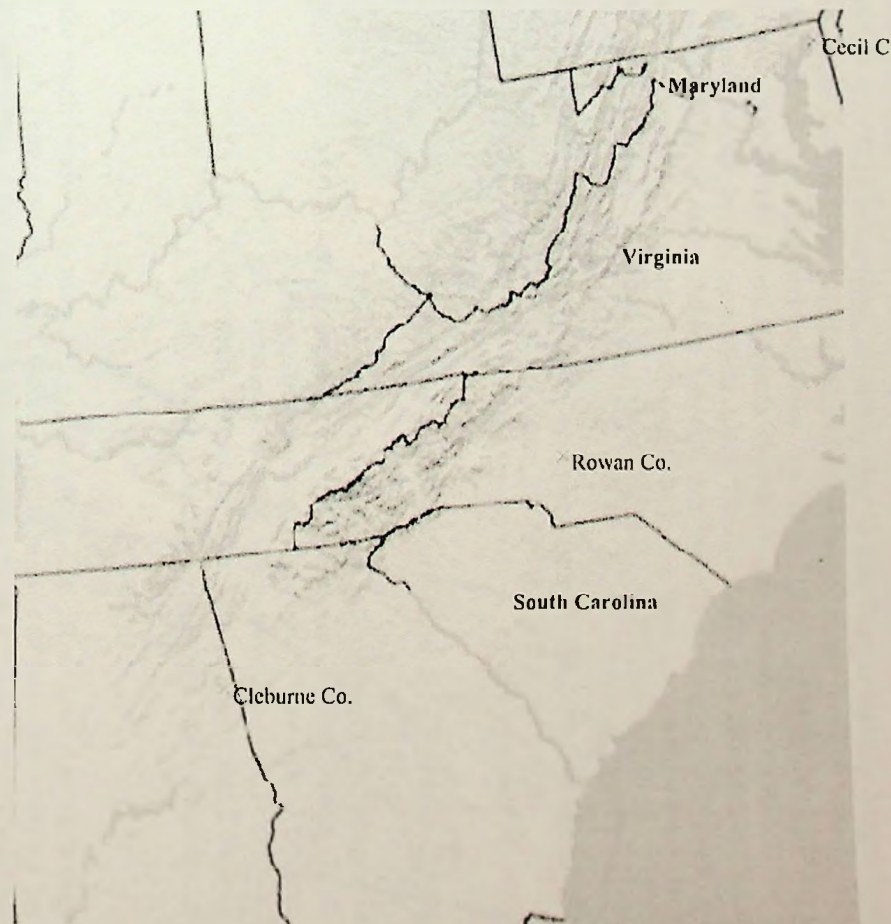 Cecil C
Maryland
Virginia
Rowan Co.
South Carolina
Cleburne Co.